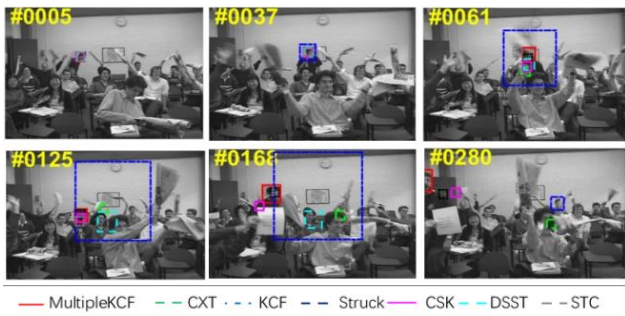 #0005 #0037 #0061
#0125 #0168 #0280
MultipleKCF CXT KCF Struck CSK DSST STC